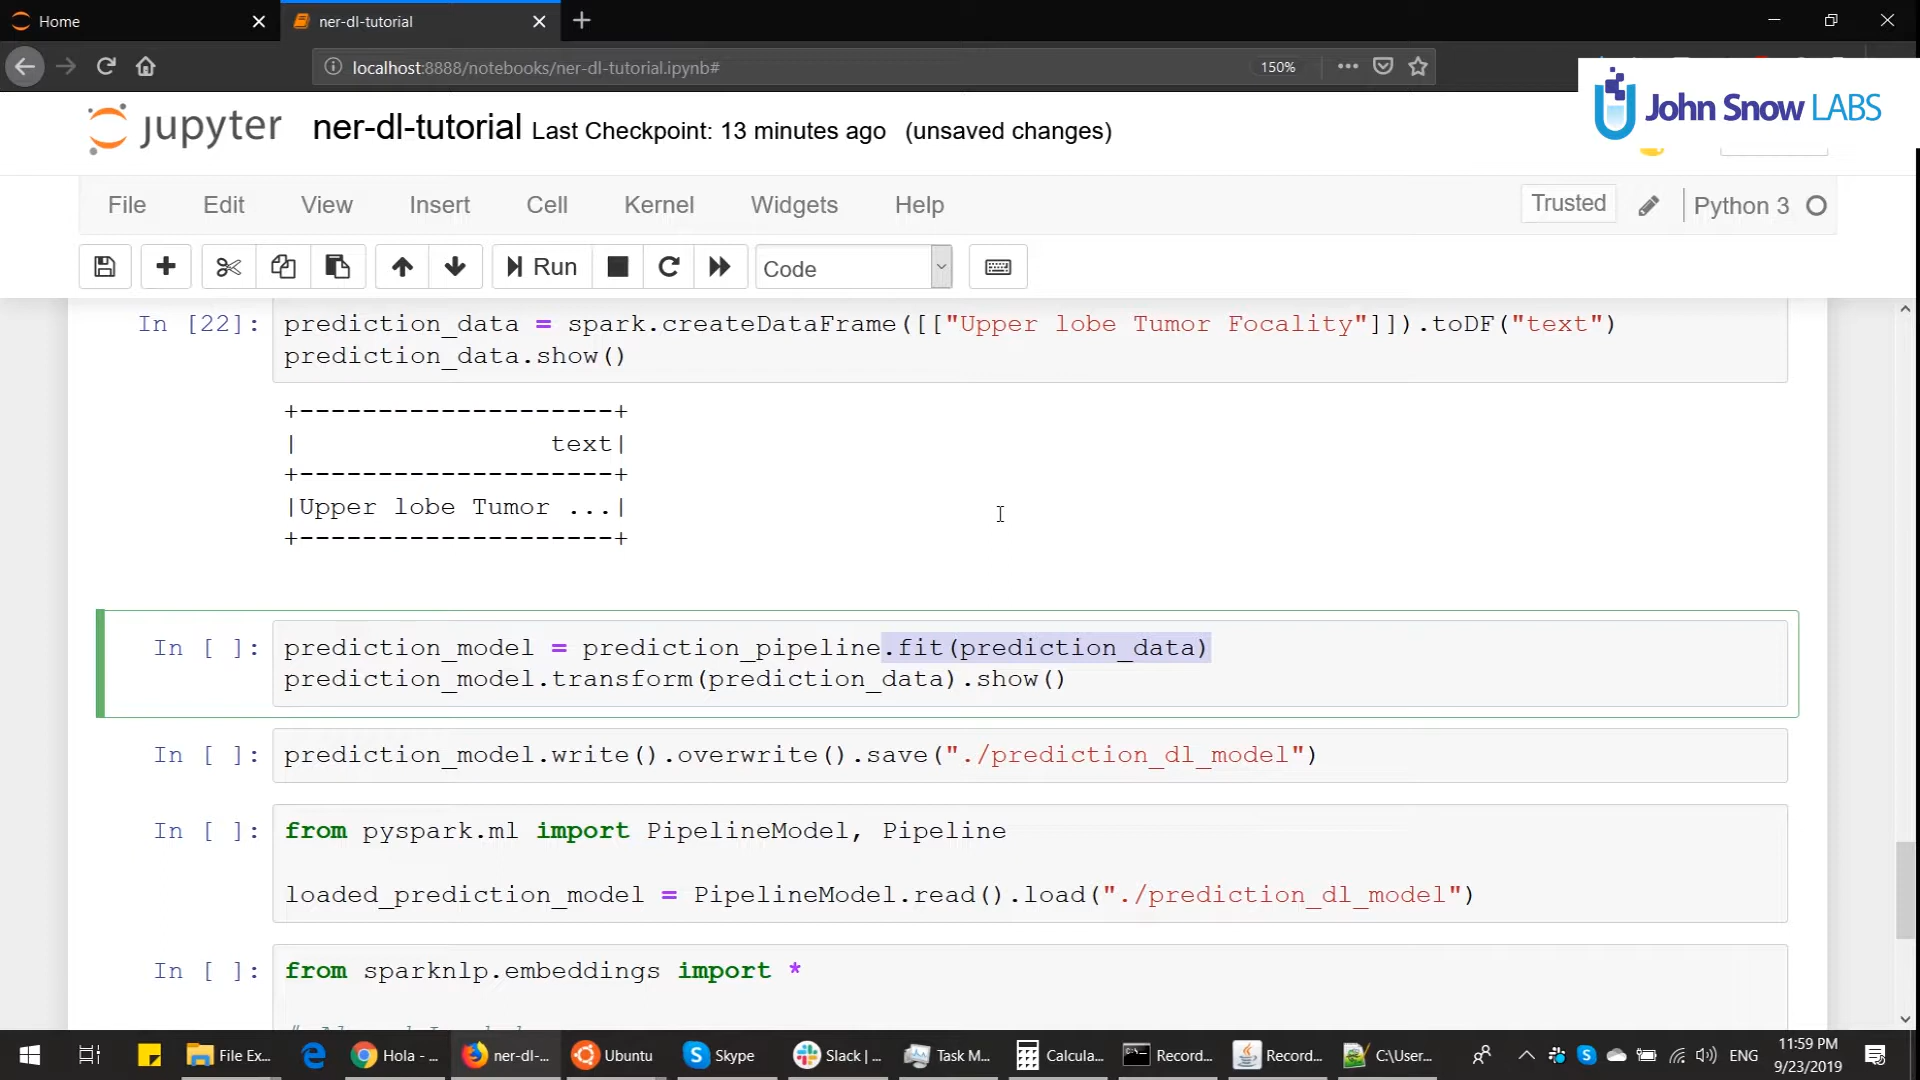 Home
ner-dl-tutorial
localhost:8888/notebooks/ner-dl-tutorial.ipynb#
150%
John Snow LABS
jupyter ner-dl-tutorial Last Checkpoint: 13 minutes ago (unsaved changes)
File Edit View Insert Cell Kernel Widgets Help
Trusted
Python 3
Run
Code
In [22]: prediction_data = spark.createDataFrame([["Upper lobe Tumor Focality"]]).toDF("text")
prediction_data.show()
+--------------------+
|                text|
+--------------------+
|Upper lobe Tumor ...|
+--------------------+
In [ ]: prediction_model = prediction_pipeline.fit(prediction_data)
prediction_model.transform(prediction_data).show()
In [ ]: prediction_model.write().overwrite().save("./prediction_dl_model")
In [ ]: from pyspark.ml import PipelineModel, Pipeline
loaded_prediction_model = PipelineModel.read().load("./prediction_dl_model")
In [ ]: from sparknlp.embeddings import *
File Ex...
Hola - ...
ner-dl-...
Ubuntu
Skype
Slack | ...
Task M...
Calcula...
Record...
Record...
C:\User...
ENG
11:59 PM
9/23/2019